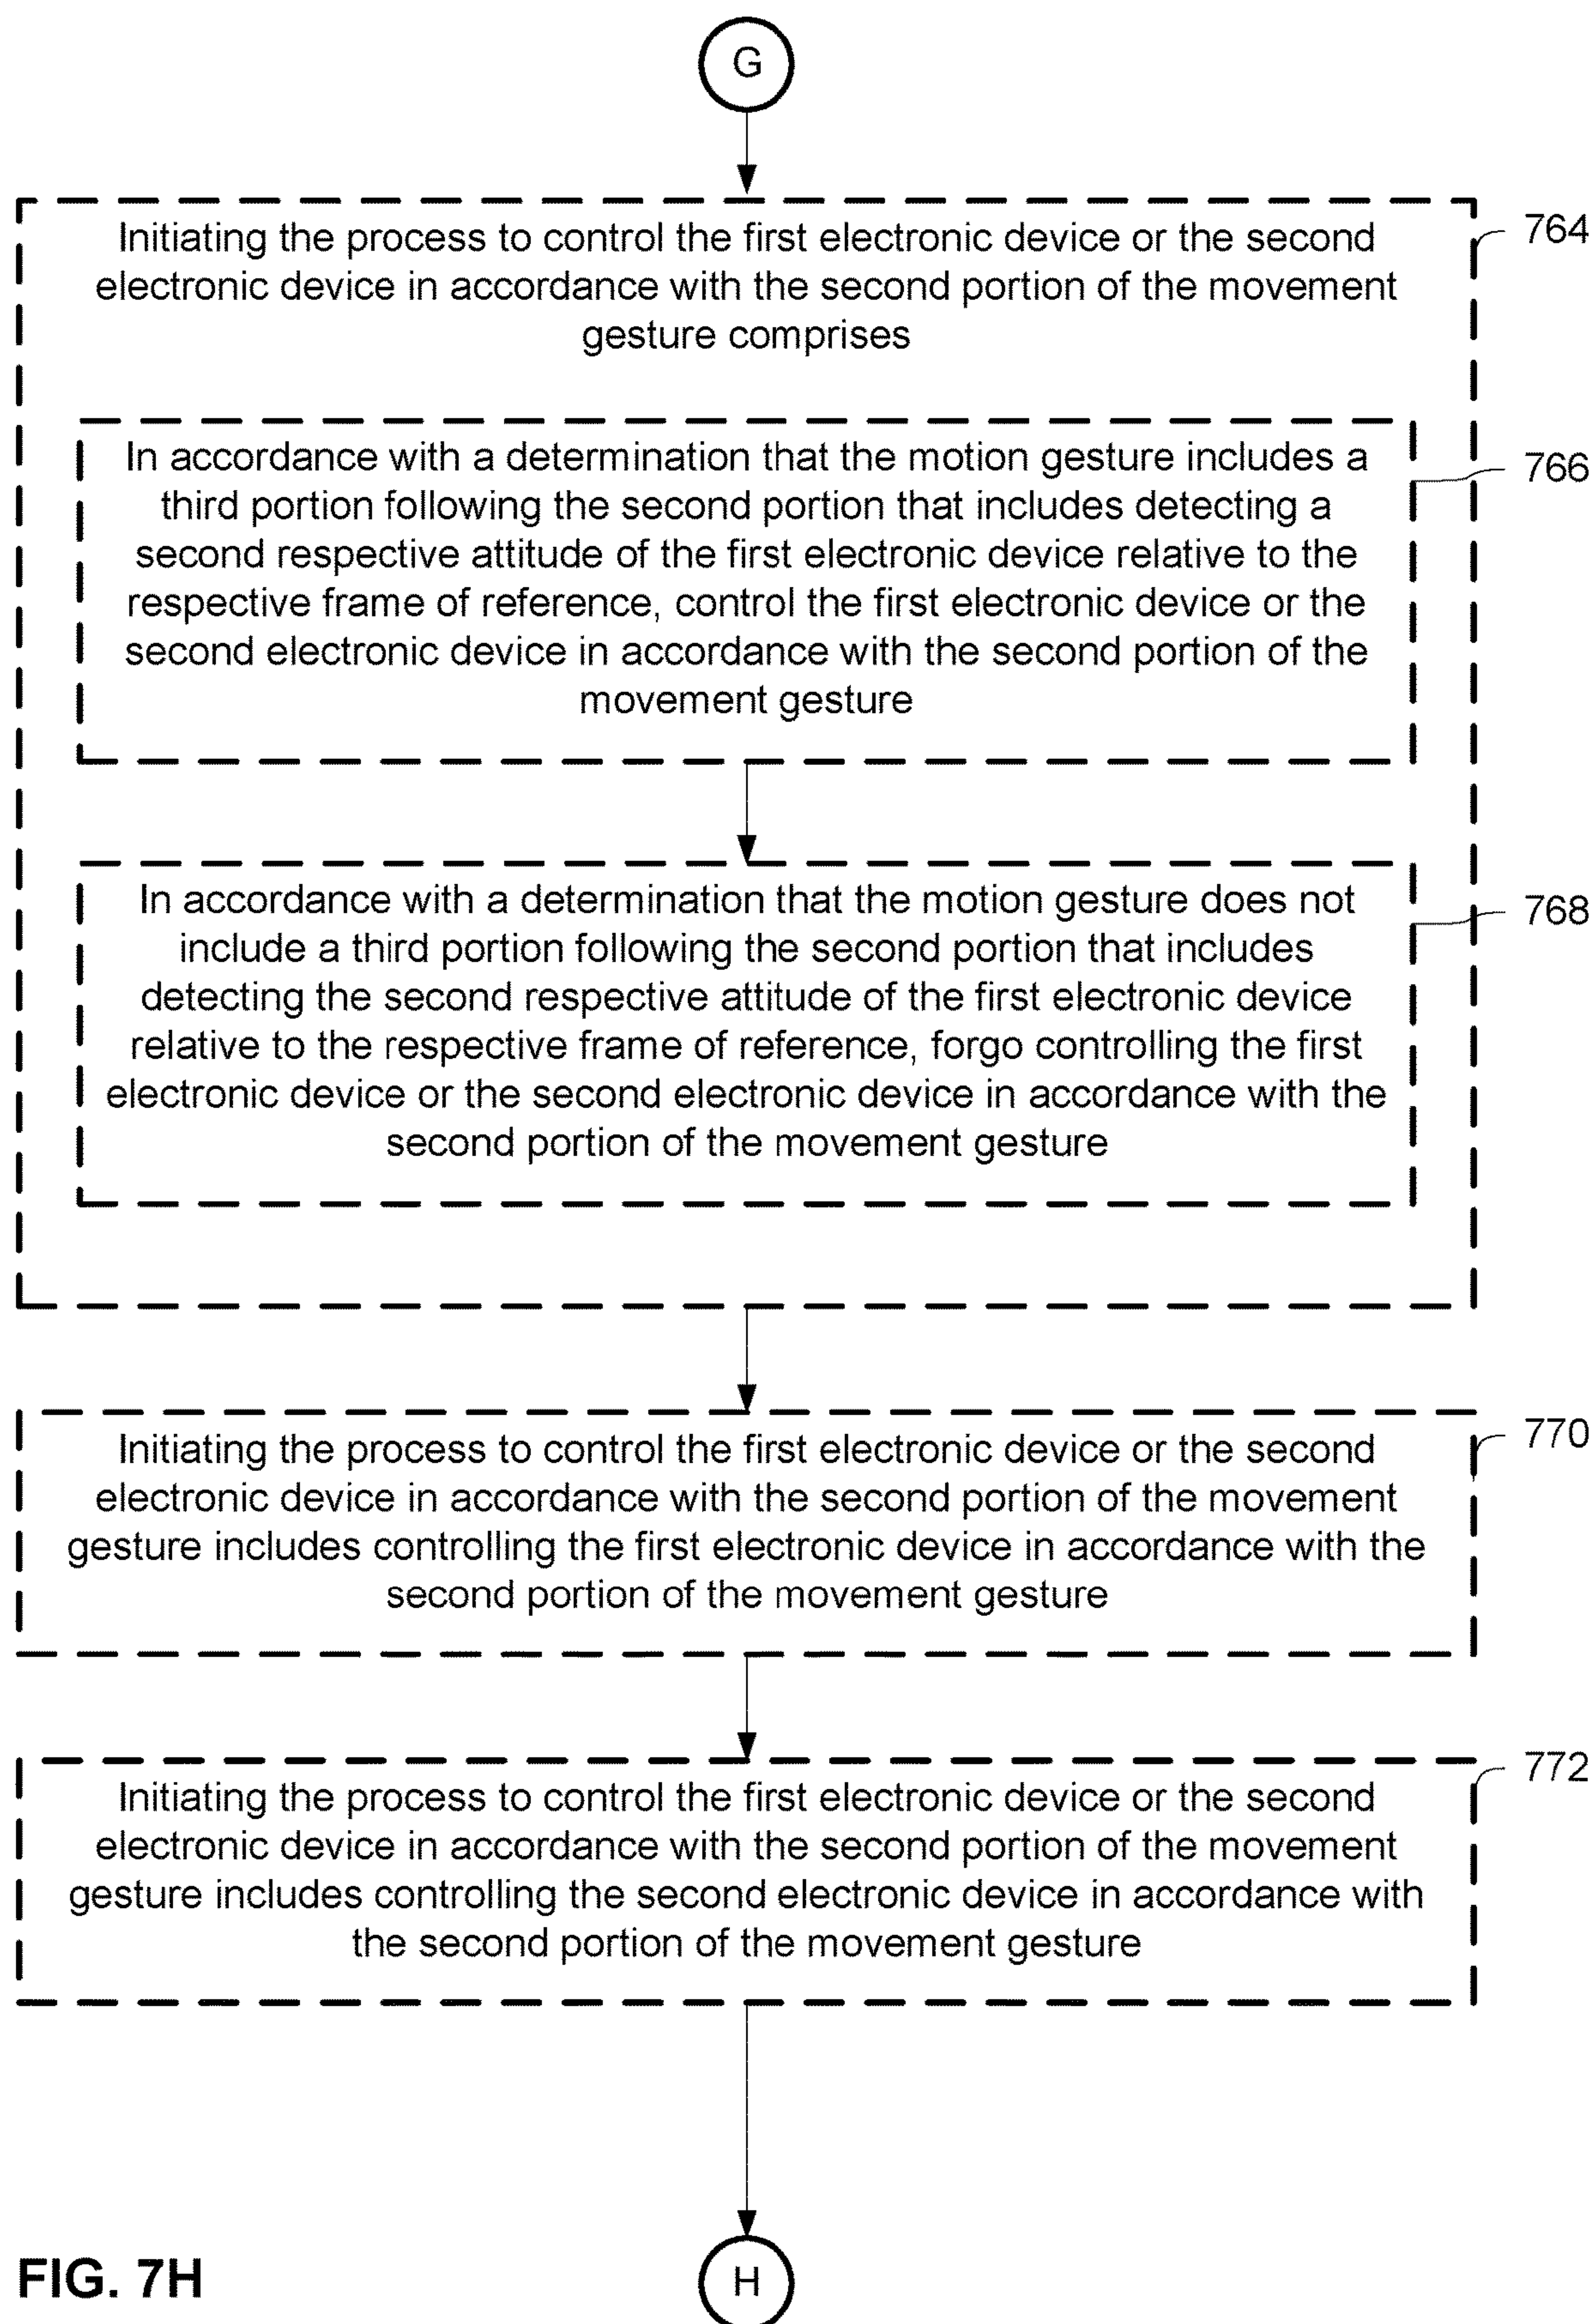 G
Initiating the process to control the first electronic device or the second
electronic device in accordance with the second portion of the movement
gesture comprises
764
In accordance with a determination that the motion gesture includes a
third portion following the second portion that includes detecting a
second respective attitude of the first electronic device relative to the
respective frame of reference, control the first electronic device or the
second electronic device in accordance with the second portion of the
movement gesture
766
In accordance with a determination that the motion gesture does not
include a third portion following the second portion that includes
detecting the second respective attitude of the first electronic device
relative to the respective frame of reference, forgo controlling the first
electronic device or the second electronic device in accordance with the
second portion of the movement gesture
768
Initiating the process to control the first electronic device or the second
electronic device in accordance with the second portion of the movement
gesture includes controlling the first electronic device in accordance with the
second portion of the movement gesture
770
Initiating the process to control the first electronic device or the second
electronic device in accordance with the second portion of the movement
gesture includes controlling the second electronic device in accordance with
the second portion of the movement gesture
772
FIG. 7H
H